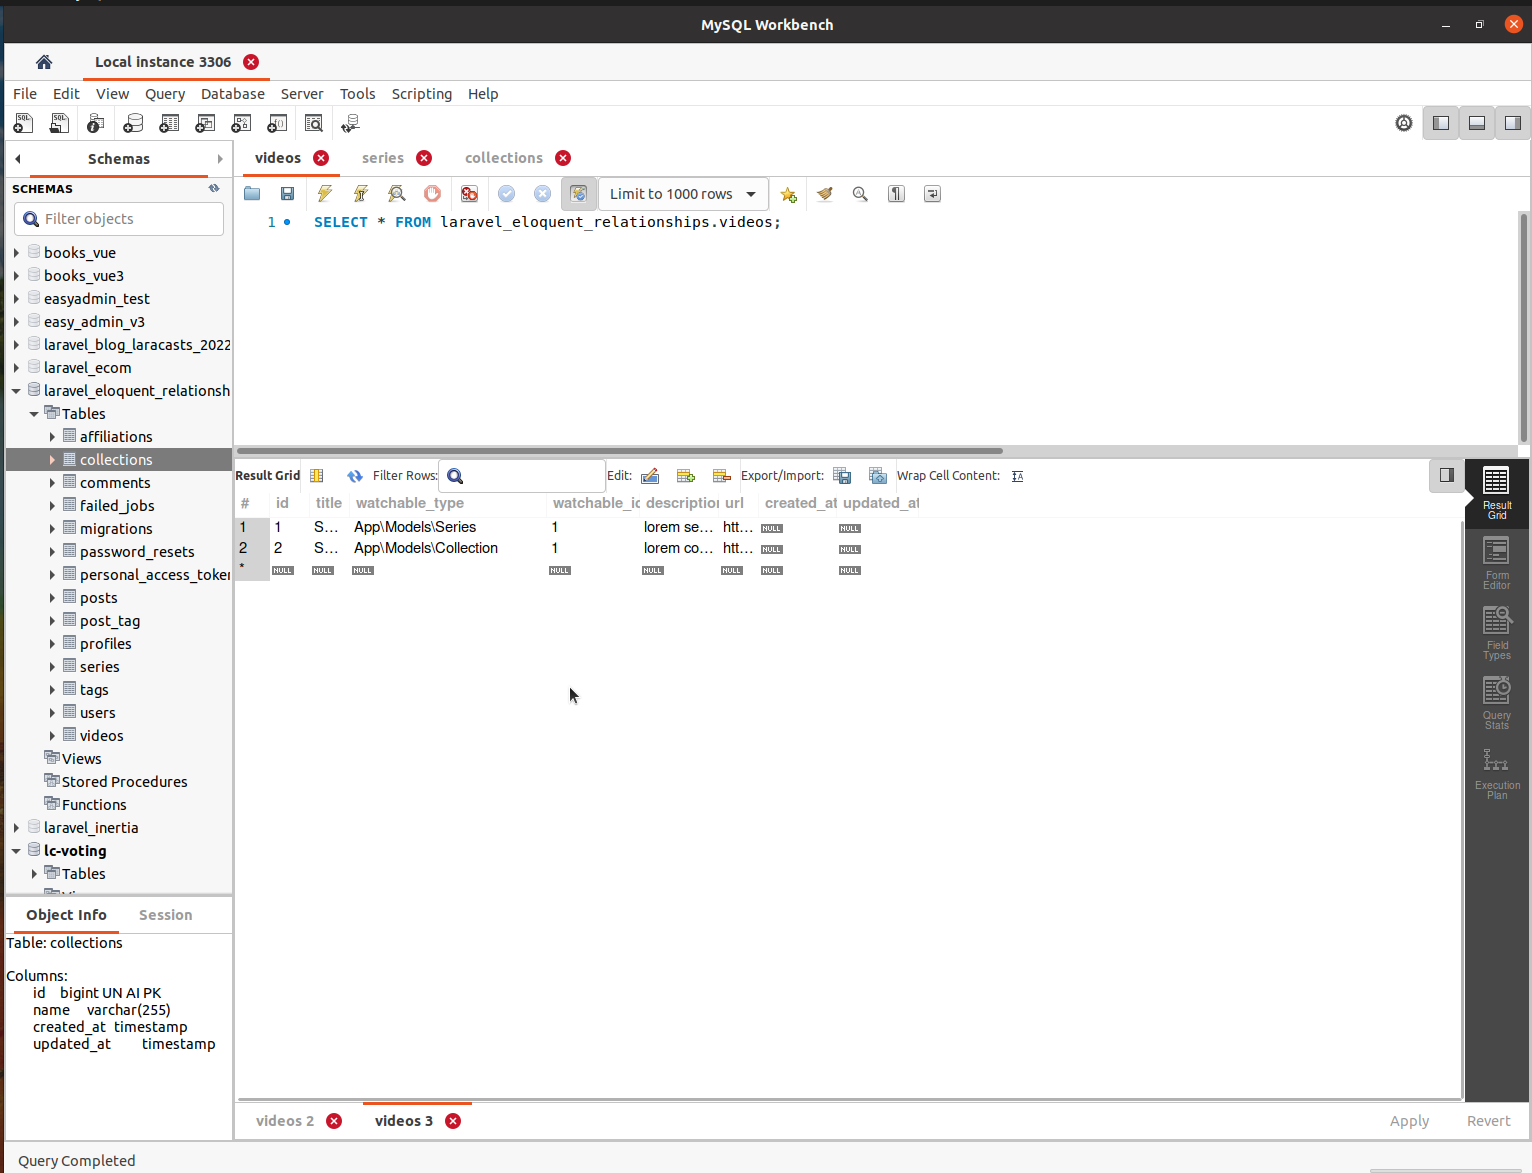 MySQL Workbench
Local instance 3306
File Edit View Query Database Server Tools Scripting Help
Schemas
SCHEMAS
Filter objects
books_vue
books_vue3
easyadmin_test
easy_admin_v3
laravel_blog_laracasts_2022
laravel_ecom
laravel_eloquent_relationsh
Tables
affiliations
collections
comments
failed_jobs
migrations
password_resets
personal_access_token
posts
post_tag
profiles
series
tags
users
videos
Views
Stored Procedures
Functions
laravel_inertia
lc-voting
Tables
Object Info Session
Table: collections
Columns:
id bigint UN AI PK
name varchar(255)
created_at timestamp
updated_at timestamp
videos series collections
Limit to 1000 rows
1 SELECT * FROM laravel_eloquent_relationships.videos;
Result Grid Filter Rows: Edit: Export/Import: Wrap Cell Content:
# id title watchable_type watchable_id description url created_at updated_at
1 1 S... App\Models\Series 1 lorem se... htt... NULL NULL
2 2 S... App\Models\Collection 1 lorem co... htt... NULL NULL
* NULL NULL NULL NULL NULL NULL NULL NULL
Result
Grid
Form
Editor
Field
Types
Query
Stats
Execution
Plan
videos 2 videos 3 Apply Revert
Query Completed